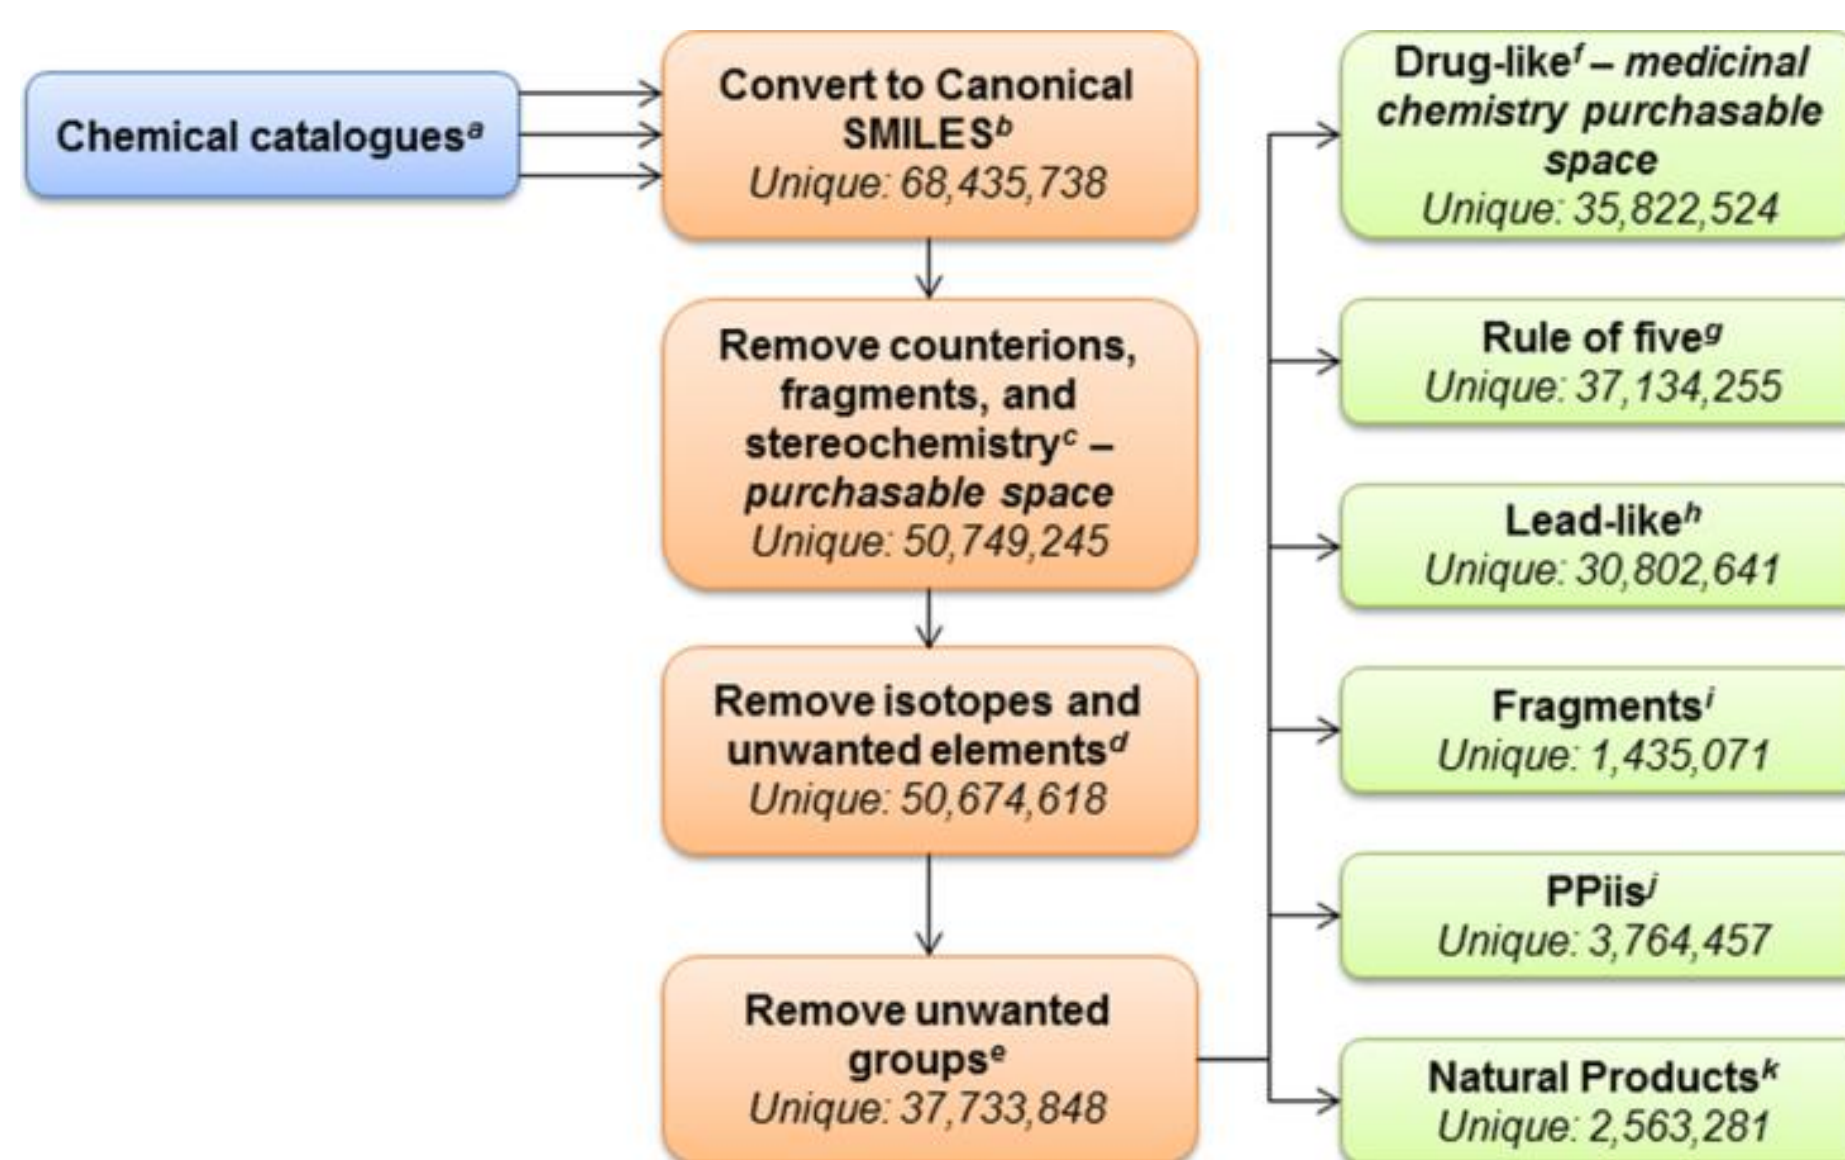 Chemical catalogues^a
Convert to Canonical
SMILES^b
Unique: 68,435,738
Remove counterions,
fragments, and
stereochemistry^c –
purchasable space
Unique: 50,749,245
Remove isotopes and
unwanted elements^d
Unique: 50,674,618
Remove unwanted
groups^e
Unique: 37,733,848
Drug-like^f – medicinal
chemistry purchasable
space
Unique: 35,822,524
Rule of five^g
Unique: 37,134,255
Lead-like^h
Unique: 30,802,641
Fragments^i
Unique: 1,435,071
PPiis^j
Unique: 3,764,457
Natural Products^k
Unique: 2,563,281